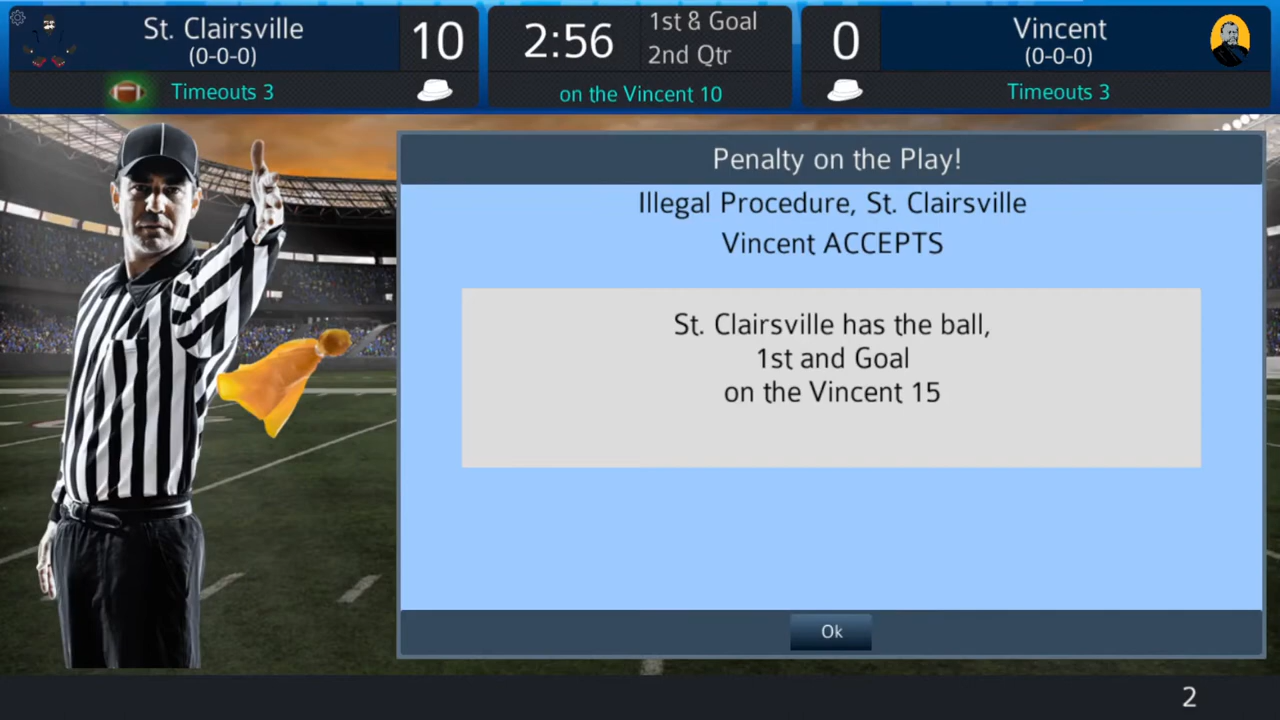 St. Clairsville
(0-0-0)
10
Timeouts 3
2:56
1st & Goal
2nd Qtr
on the Vincent 10
0
Vincent
(0-0-0)
Timeouts 3
Penalty on the Play!
Illegal Procedure, St. Clairsville
Vincent ACCEPTS
St. Clairsville has the ball,
1st and Goal
on the Vincent 15
Ok
2